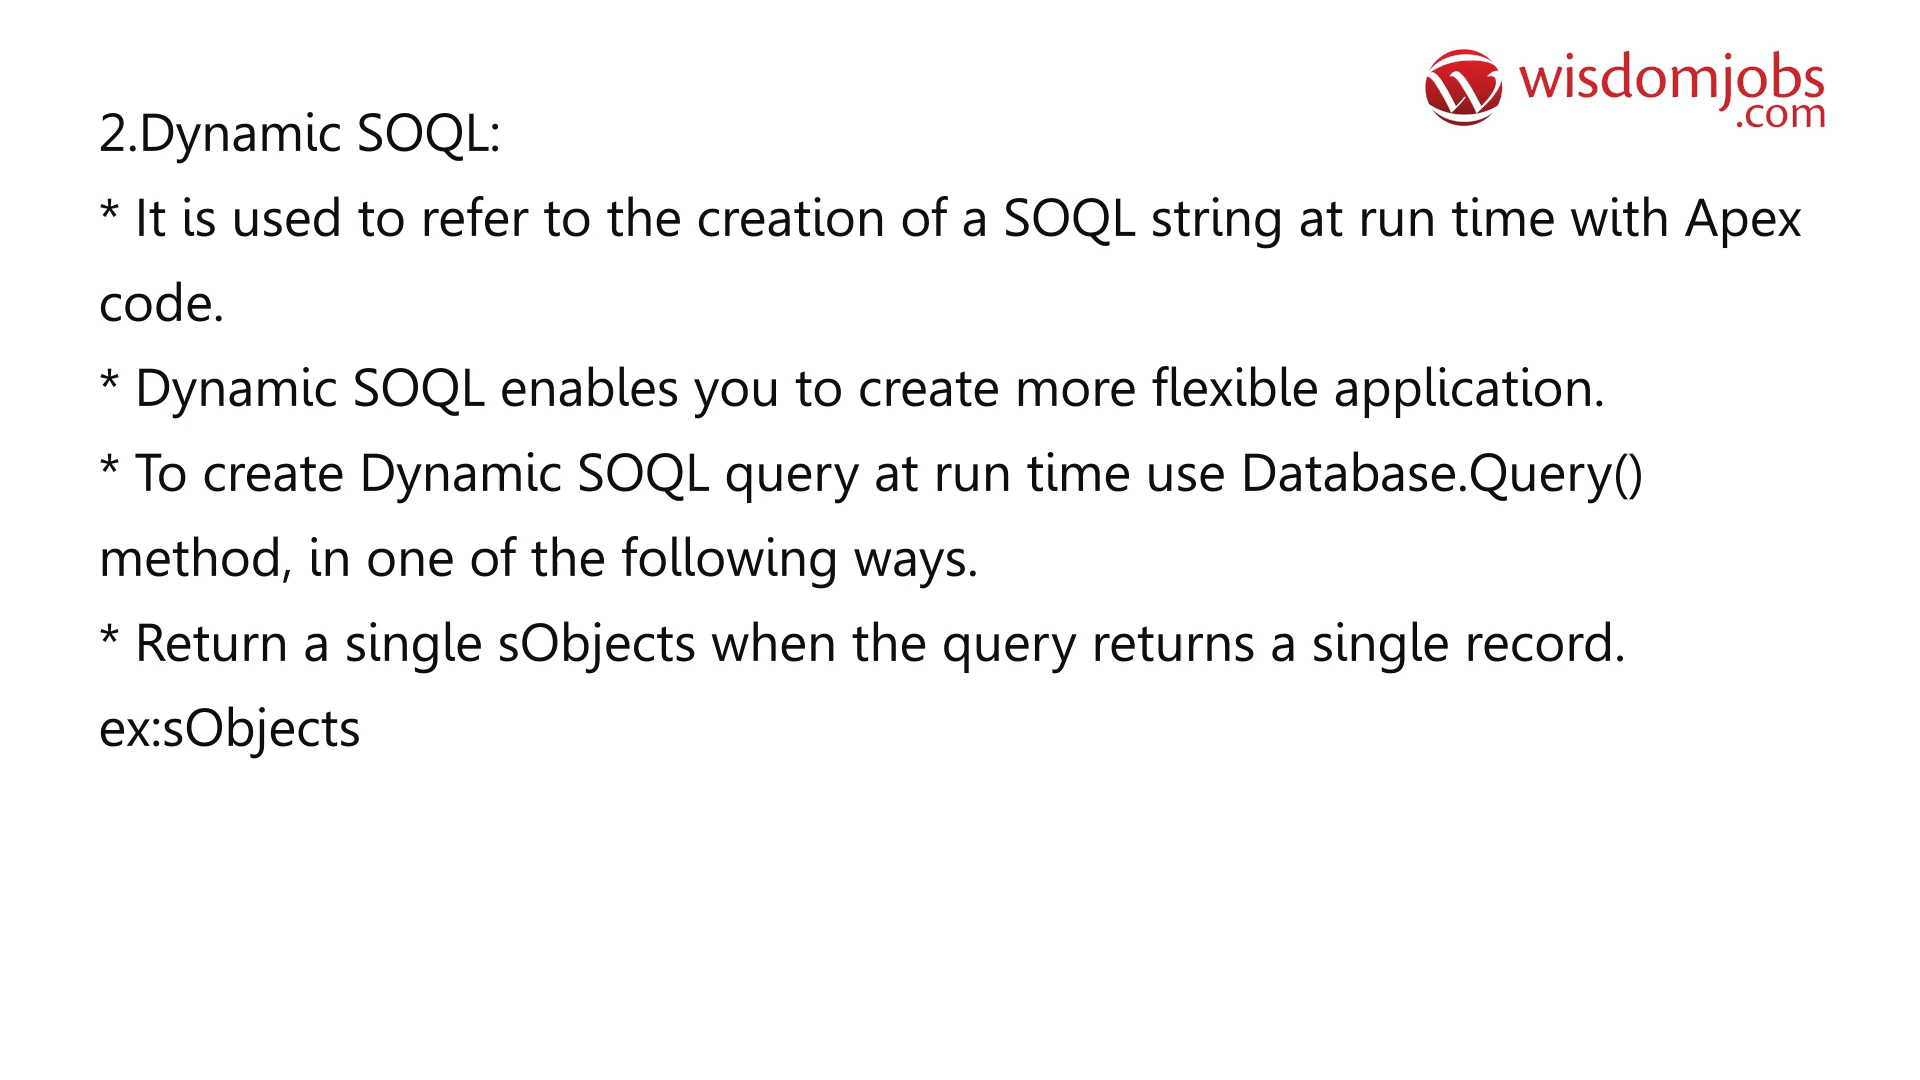 wisdomjobs
.com
2.Dynamic SOQL:
* It is used to refer to the creation of a SOQL string at run time with Apex
code.
* Dynamic SOQL enables you to create more flexible application.
* To create Dynamic SOQL query at run time use Database.Query()
method, in one of the following ways.
* Return a single sObjects when the query returns a single record.
ex:sObjects